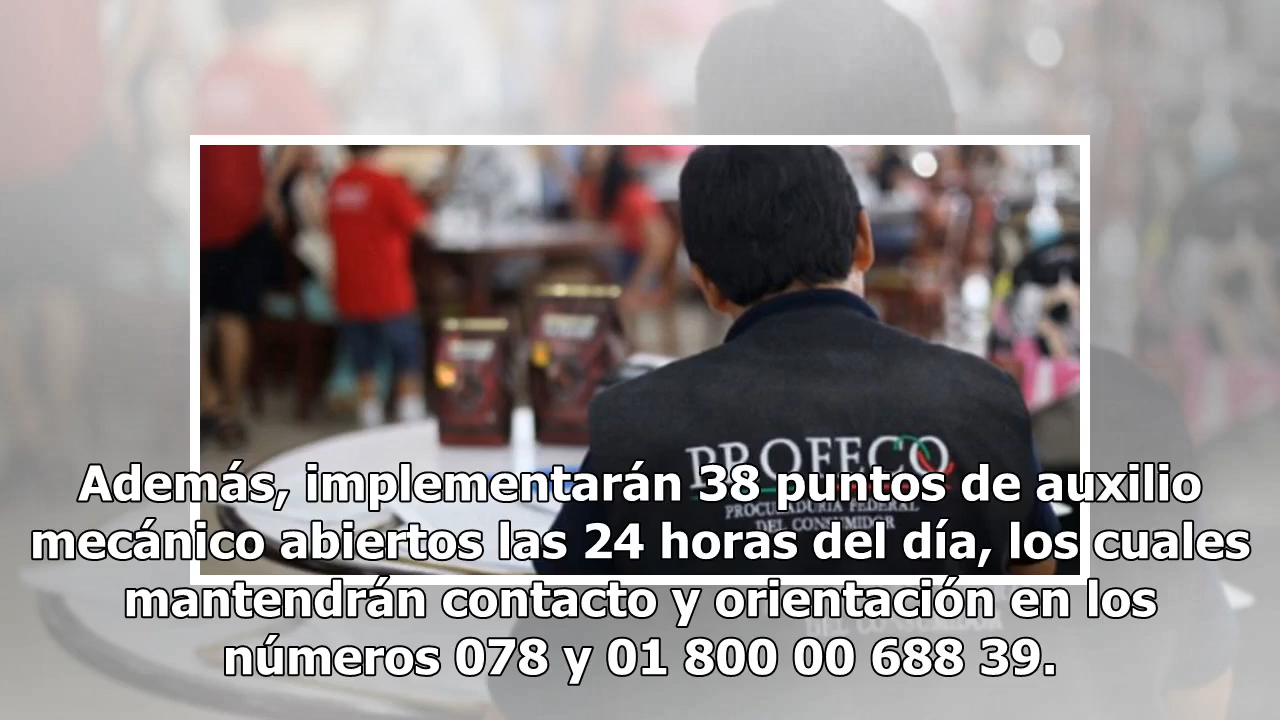 PROFECO
PROCURADURÍA FEDERAL
DEL CONSUMIDOR
Además, implementarán 38 puntos de auxilio
mecánico abiertos las 24 horas del día, los cuales
mantendrán contacto y orientación en los
números 078 y 01 800 00 688 39.